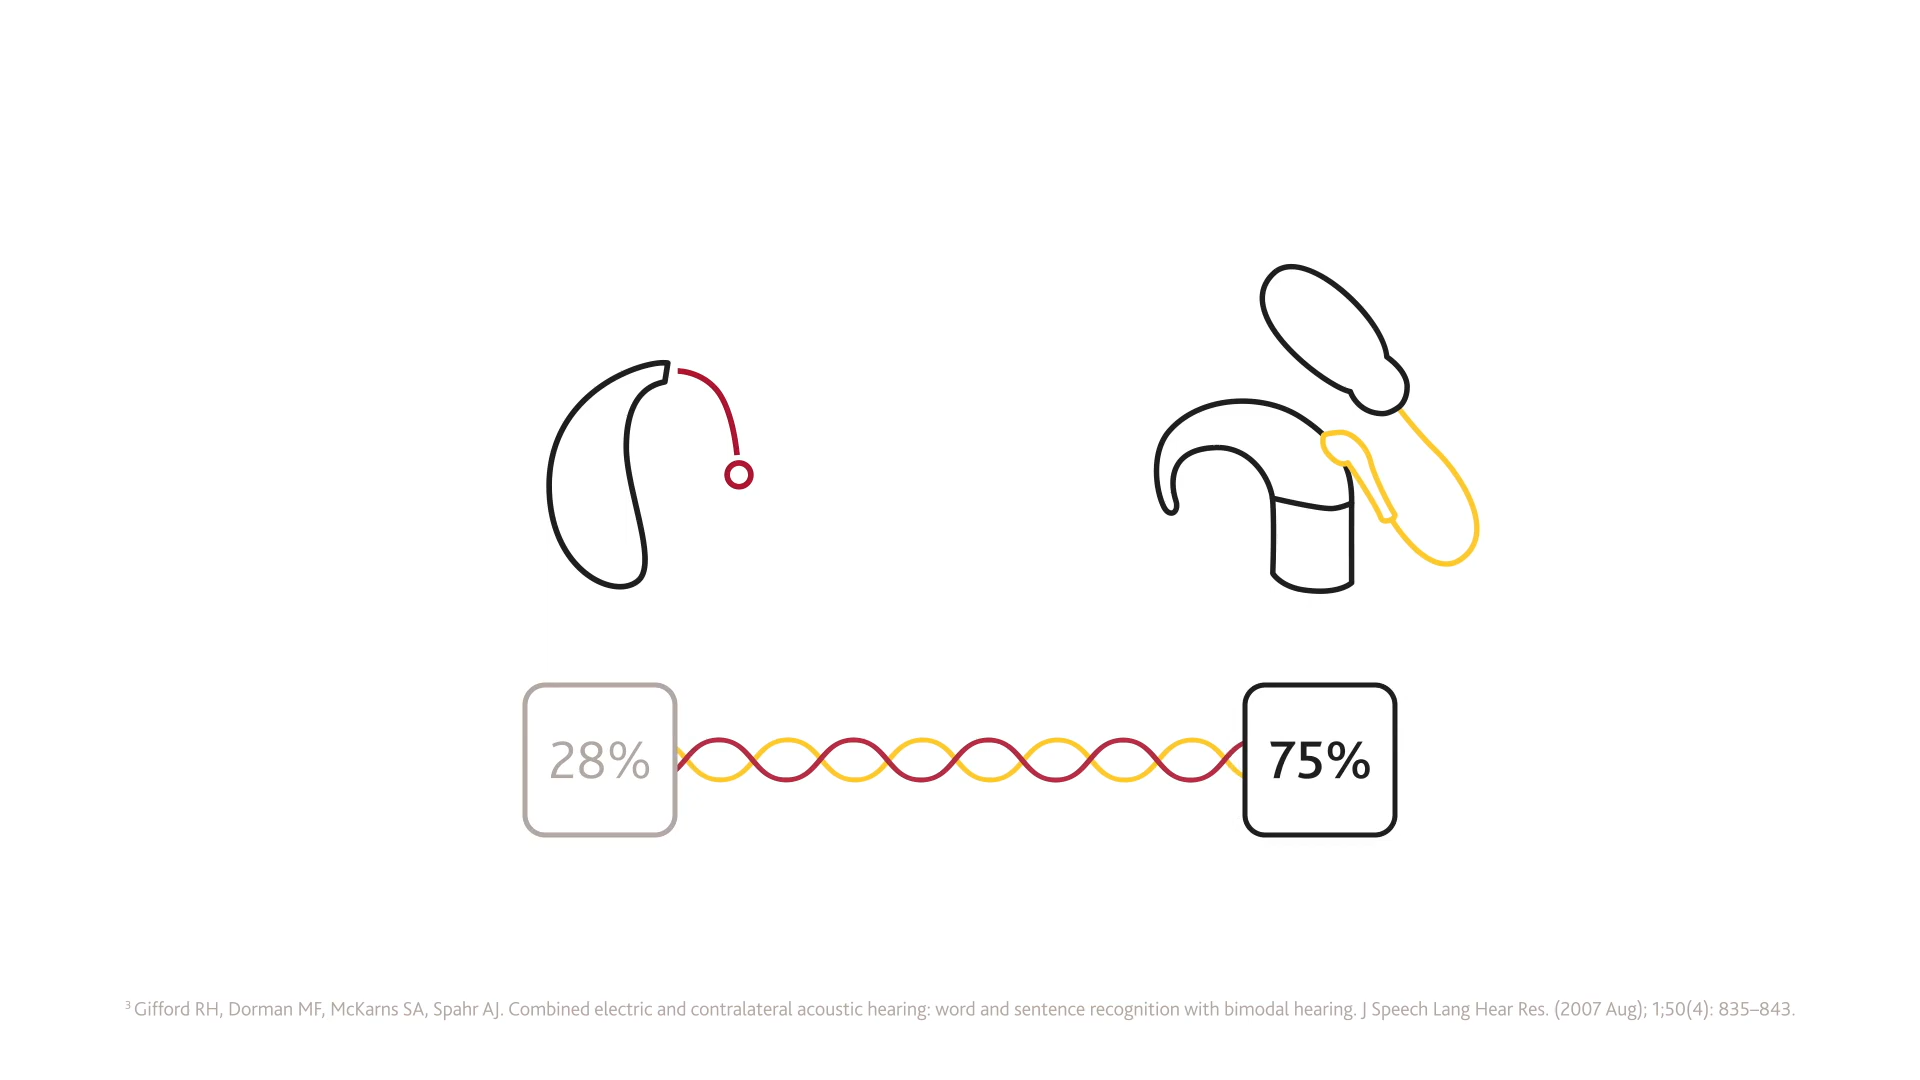 28%
75%
³ Gifford RH, Dorman MF, McKarns SA, Spahr AJ. Combined electric and contralateral acoustic hearing: word and sentence recognition with bimodal hearing. J Speech Lang Hear Res. (2007 Aug); 1;50(4): 835–843.